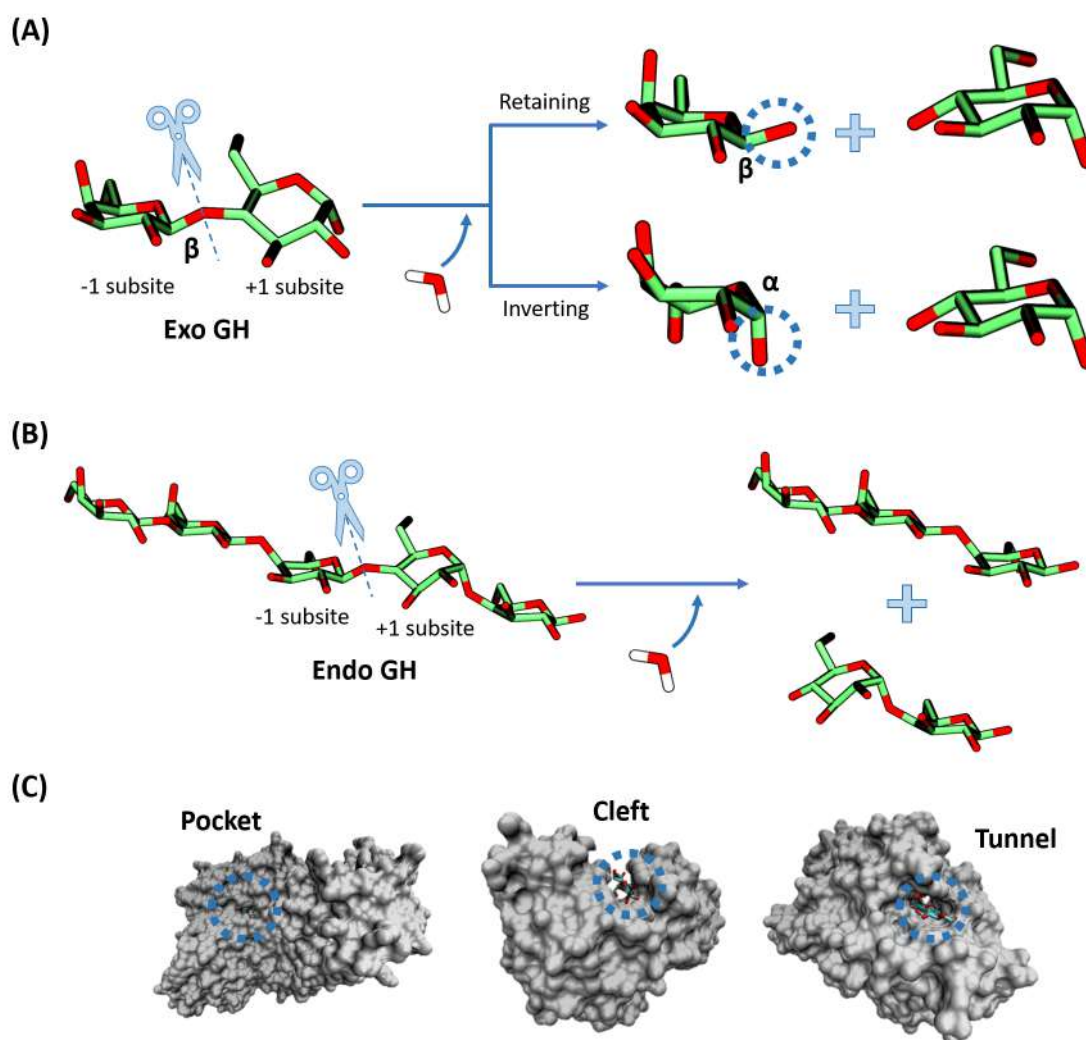 (A)
Retaining
β
β
-1 subsite
+1 subsite
Exo GH
α
Inverting
(B)
-1 subsite
+1 subsite
Endo GH
(C)
Pocket
Cleft
Tunnel